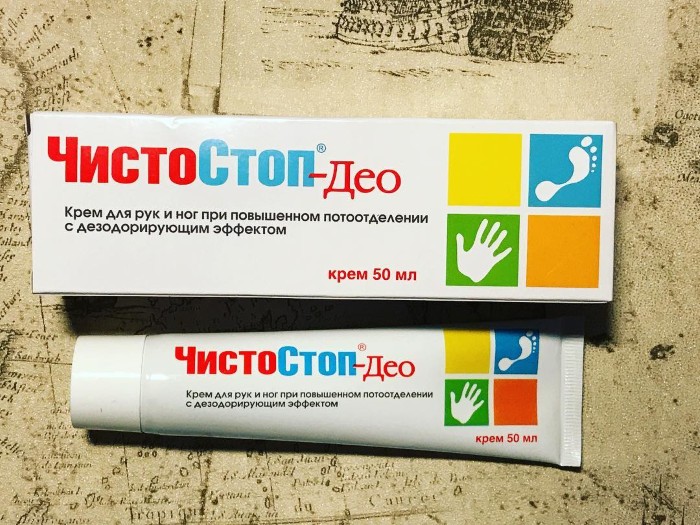 ЧистоСтоп®-Део
Крем для рук и ног при повышенном потоотделении
с дезодорирующим эффектом
крем 50 мл
ЧистоСтоп®-Део
Крем для рук и ног при повышенном потоотделении
с дезодорирующим эффектом
крем 50 мл